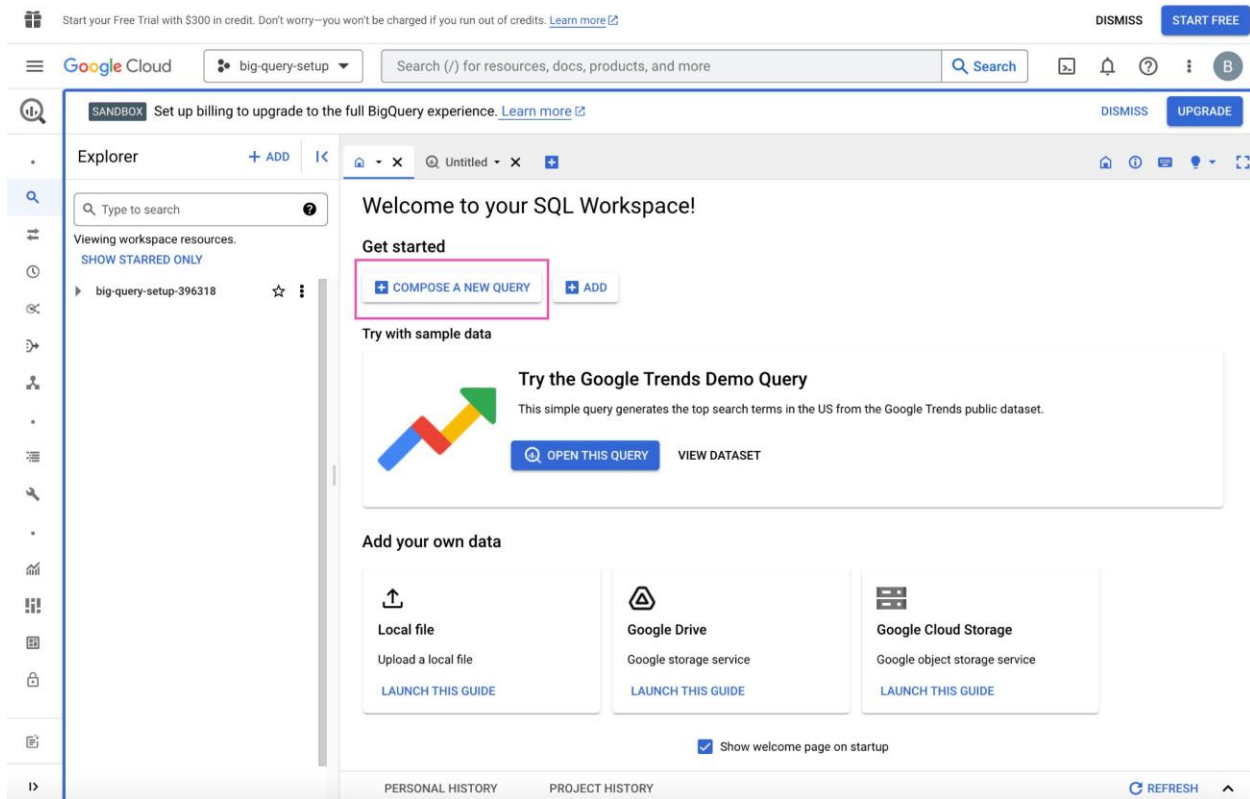 Start your Free Trial with $300 in credit. Don't worry—you won't be charged if you run out of credits. Learn more
DISMISS
START FREE
Google Cloud
big-query-setup
Search (/) for resources, docs, products, and more
Search
B
SANDBOX Set up billing to upgrade to the full BigQuery experience. Learn more
DISMISS
UPGRADE
Explorer
+ ADD
Untitled
Type to search
Viewing workspace resources.
SHOW STARRED ONLY
big-query-setup-396318
Welcome to your SQL Workspace!
Get started
COMPOSE A NEW QUERY
ADD
Try with sample data
Try the Google Trends Demo Query
This simple query generates the top search terms in the US from the Google Trends public dataset.
OPEN THIS QUERY
VIEW DATASET
Add your own data
Local file
Upload a local file
LAUNCH THIS GUIDE
Google Drive
Google storage service
LAUNCH THIS GUIDE
Google Cloud Storage
Google object storage service
LAUNCH THIS GUIDE
Show welcome page on startup
PERSONAL HISTORY
PROJECT HISTORY
REFRESH